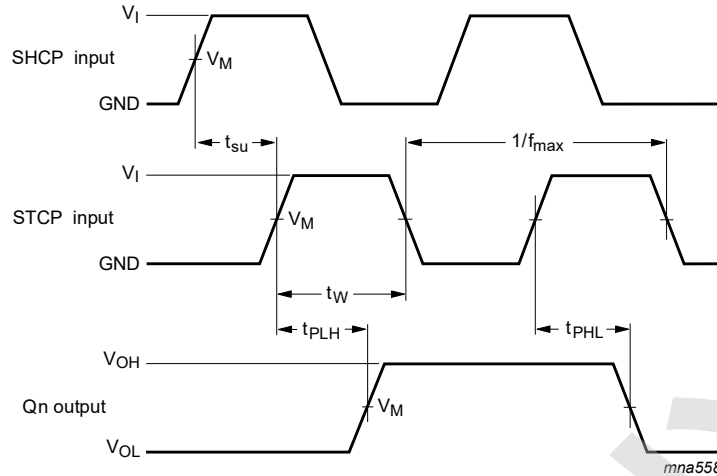 V_I
SHCP input
V_M
GND
t_su
1/f_max
V_I
STCP input
V_M
GND
t_W
t_PLH
t_PHL
V_OH
Qn output
V_M
V_OL
mna558